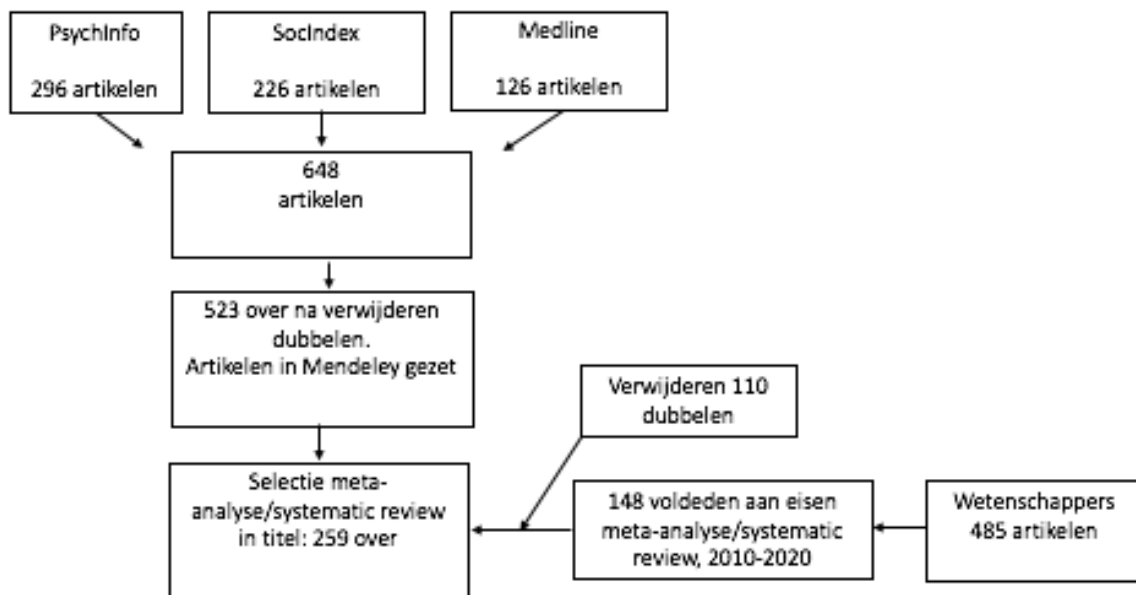 PsychInfo
296 artikelen
SocIndex
226 artikelen
Medline
126 artikelen
648
artikelen
523 over na verwijderen
dubbelen.
Artikelen in Mendeley gezet
Verwijderen 110
dubbelen
Selectie meta-
analyse/systematic review
in titel: 259 over
148 voldeden aan eisen
meta-analyse/systematic
review, 2010-2020
Wetenschappers
485 artikelen